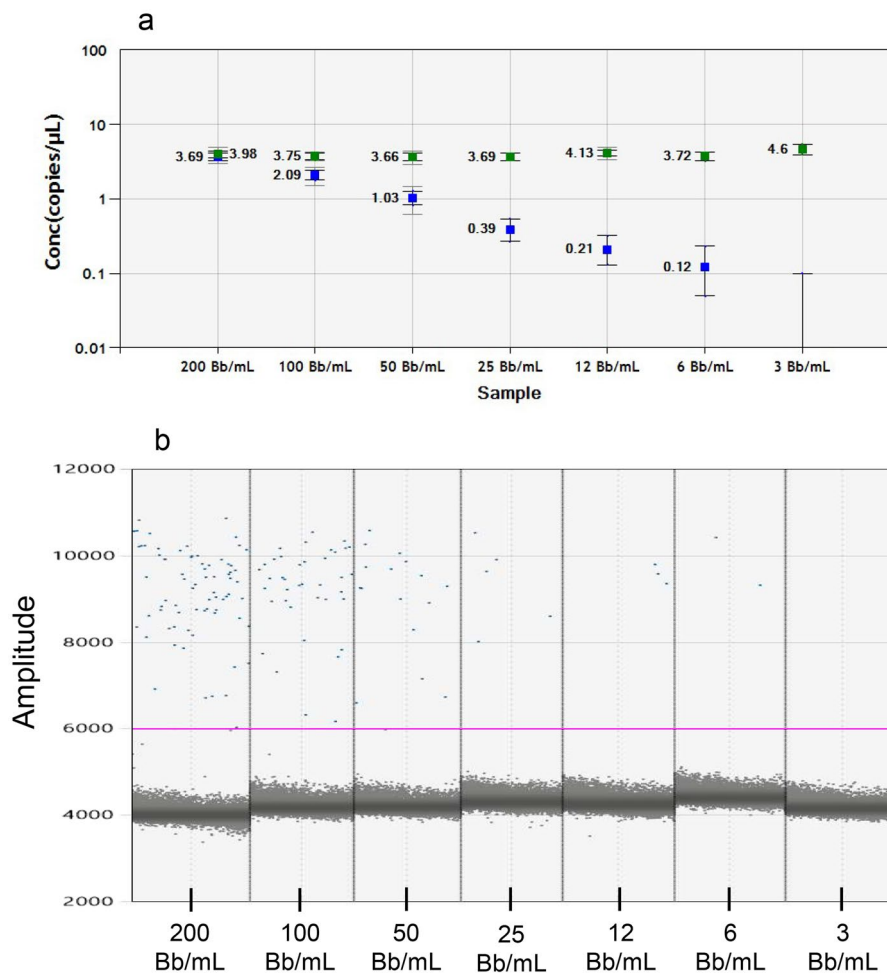 a
100
10
1
0.1
0.01
Conc(copies/µL)
3.69 3.98 3.75 3.66 3.69 4.13 3.72 4.6
2.09
1.03
0.39
0.21
0.12
200 Bb/mL 100 Bb/mL 50 Bb/mL 25 Bb/mL 12 Bb/mL 6 Bb/mL 3 Bb/mL
Sample
b
12000
10000
8000
6000
4000
2000
Amplitude
200 100 50 25 12 6 3
Bb/mL Bb/mL Bb/mL Bb/mL Bb/mL Bb/mL Bb/mL